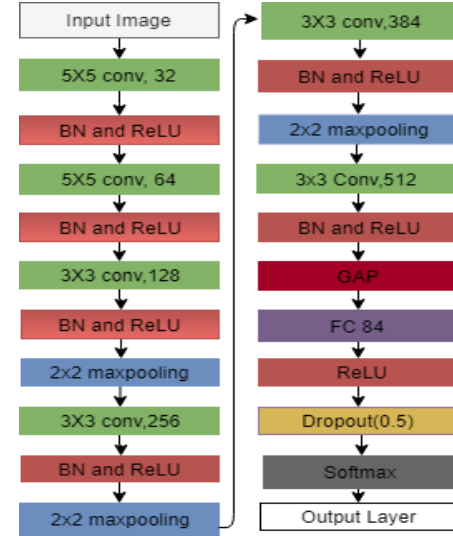 Input Image
5X5 conv, 32
BN and ReLU
5X5 conv, 64
BN and ReLU
3X3 conv,128
BN and ReLU
2x2 maxpooling
3X3 conv,256
BN and ReLU
2x2 maxpooling
3X3 conv,384
BN and ReLU
2x2 maxpooling
3x3 Conv,512
BN and ReLU
GAP
FC 84
ReLU
Dropout(0.5)
Softmax
Output Layer